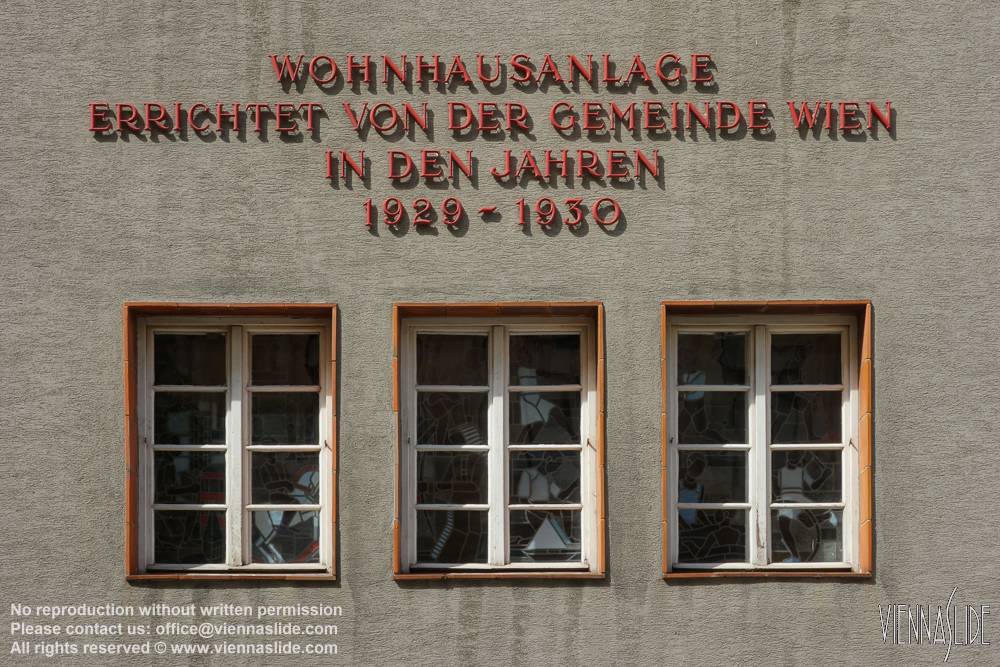 WOHNHAUSANLAGE
ERRICHTET VON DER GEMEINDE WIEN
IN DEN JAHREN
1929 - 1930
No reproduction without written permission
Please contact us: office@viennaslide.com
All rights reserved © www.viennaslide.com
VIENNASLIDE